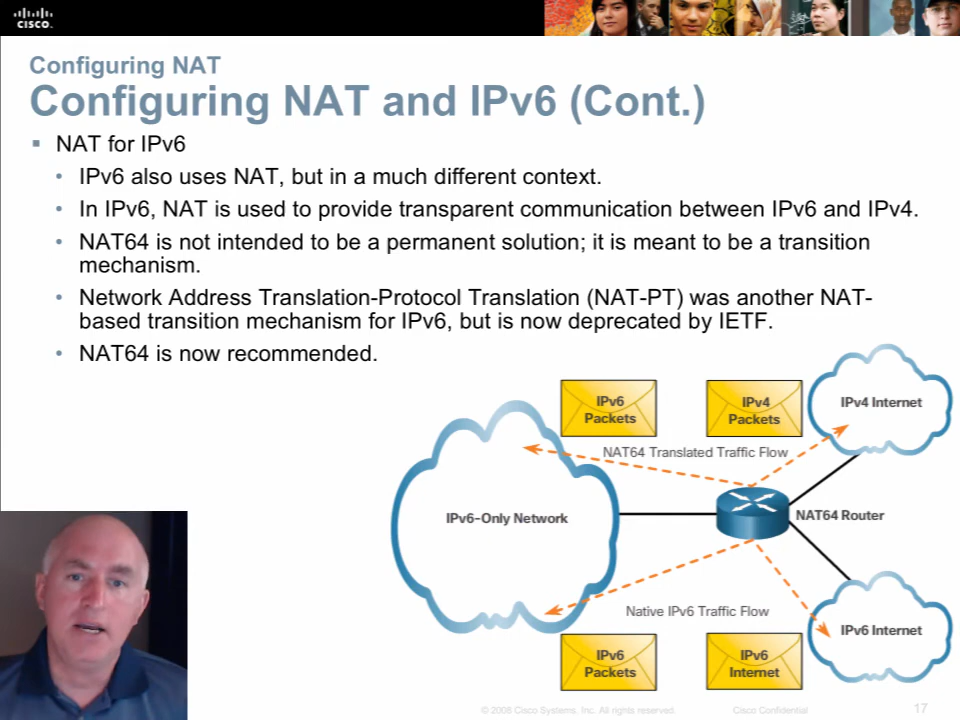 CISCO
Configuring NAT
Configuring NAT and IPv6 (Cont.)
NAT for IPv6
IPv6 also uses NAT, but in a much different context.
In IPv6, NAT is used to provide transparent communication between IPv6 and IPv4.
NAT64 is not intended to be a permanent solution; it is meant to be a transition
mechanism.
Network Address Translation-Protocol Translation (NAT-PT) was another NAT-
based transition mechanism for IPv6, but is now deprecated by IETF.
NAT64 is now recommended.
IPv6
Packets
IPv4
Packets
IPv4 Internet
NAT64 Translated Traffic Flow
IPv6-Only Network
NAT64 Router
Native IPv6 Traffic Flow
IPv6 Internet
IPv6
Packets
IPv6
Internet
© 2008 Cisco Systems, Inc. All rights reserved.
Cisco Confidential
17